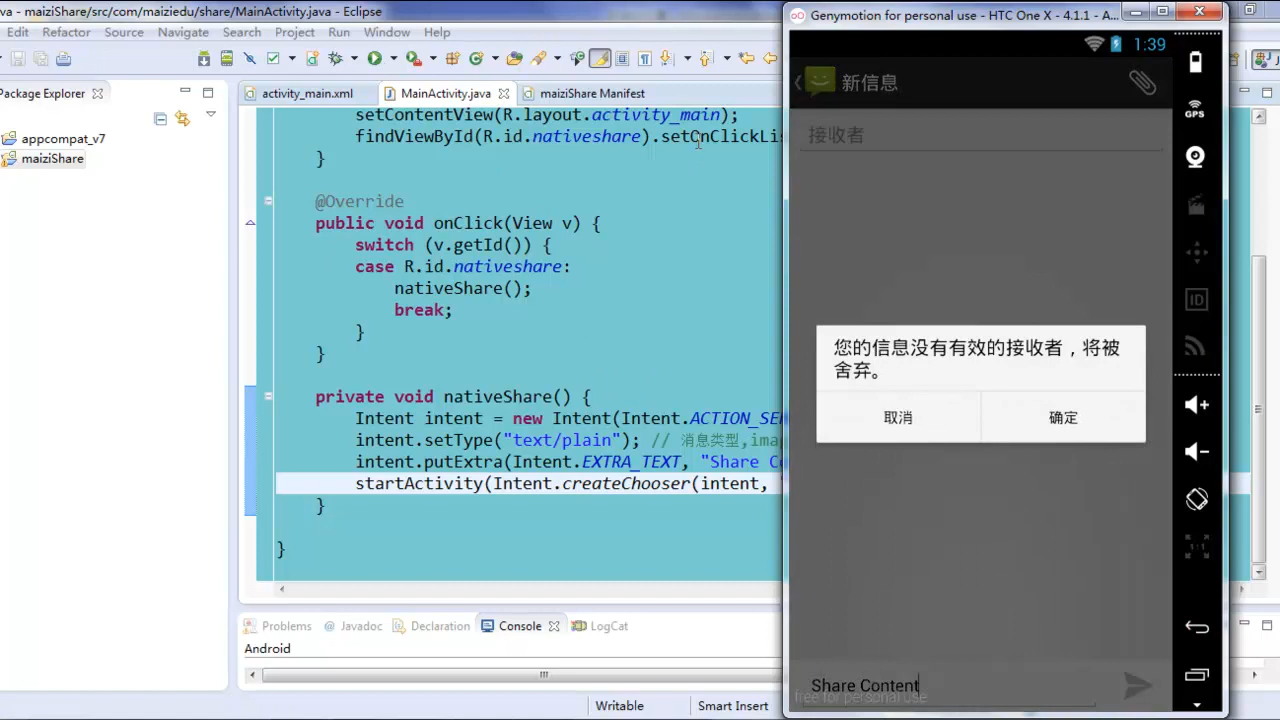 a - maiziShare/src/com/maiziedu/share/MainActivity.java - Eclipse
Edit Refactor Source Navigate Search Project Run Window Help
Package Explorer
appcompat_v7
maiziShare
activity_main.xml
MainActivity.java
maiziShare Manifest
setContentView(R.layout.activity_main);
findViewById(R.id.nativeshare).setOnClickLi
}
@Override
public void onClick(View v) {
switch (v.getId()) {
case R.id.nativeshare:
nativeShare();
break;
}
}
private void nativeShare() {
Intent intent = new Intent(Intent.ACTION_SE
intent.setType("text/plain"); // 消息类型,imag
intent.putExtra(Intent.EXTRA_TEXT, "Share C
startActivity(Intent.createChooser(intent, "
}
}
Problems
@ Javadoc
Declaration
Console
LogCat
Android
Writable
Smart Insert
Genymotion for personal use - HTC One X - 4.1.1 - A...
1:39
新信息
接收者
您的信息没有有效的接收者，将被
舍弃。
取消
确定
Share Content
free for personal use
GPS
ID
1:1